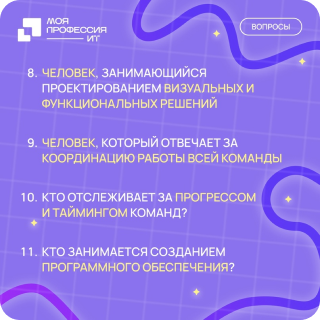 МОЯ
ПРОФЕССИЯ
ИТ
ВОПРОСЫ
8. ЧЕЛОВЕК, ЗАНИМАЮЩИЙСЯ
ПРОЕКТИРОВАНИЕМ ВИЗУАЛЬНЫХ И
ФУНКЦИОНАЛЬНЫХ РЕШЕНИЙ
9. ЧЕЛОВЕК, КОТОРЫЙ ОТВЕЧАЕТ ЗА
КООРДИНАЦИЮ РАБОТЫ ВСЕЙ КОМАНДЫ
10. КТО ОТСЛЕЖИВАЕТ ЗА ПРОГРЕССОМ
И ТАЙМИНГОМ КОМАНД?
11. КТО ЗАНИМАЕТСЯ СОЗДАНИЕМ
ПРОГРАММНОГО ОБЕСПЕЧЕНИЯ?